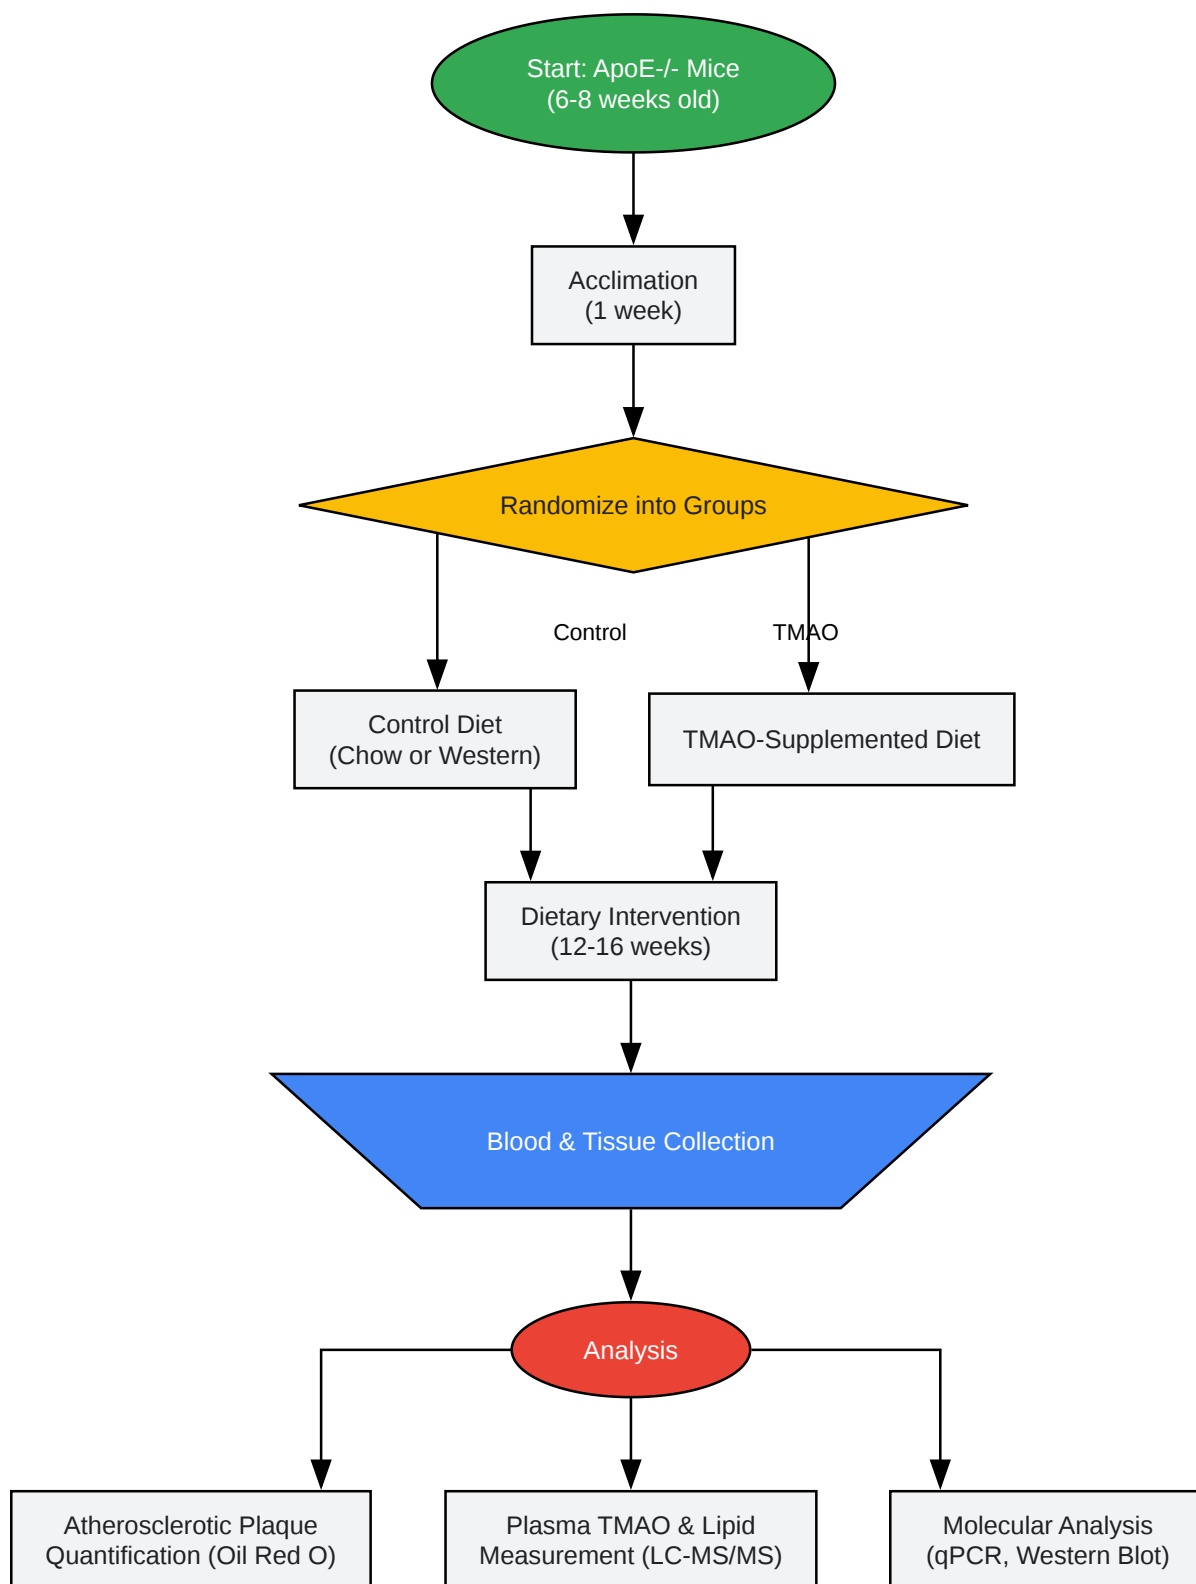 Start: ApoE-/- Mice
(6-8 weeks old)
Acclimation
(1 week)
Randomize into Groups
Control
TMAO
Control Diet
(Chow or Western)
TMAO-Supplemented Diet
Dietary Intervention
(12-16 weeks)
Blood & Tissue Collection
Analysis
Atherosclerotic Plaque
Quantification (Oil Red O)
Plasma TMAO & Lipid
Measurement (LC-MS/MS)
Molecular Analysis
(qPCR, Western Blot)